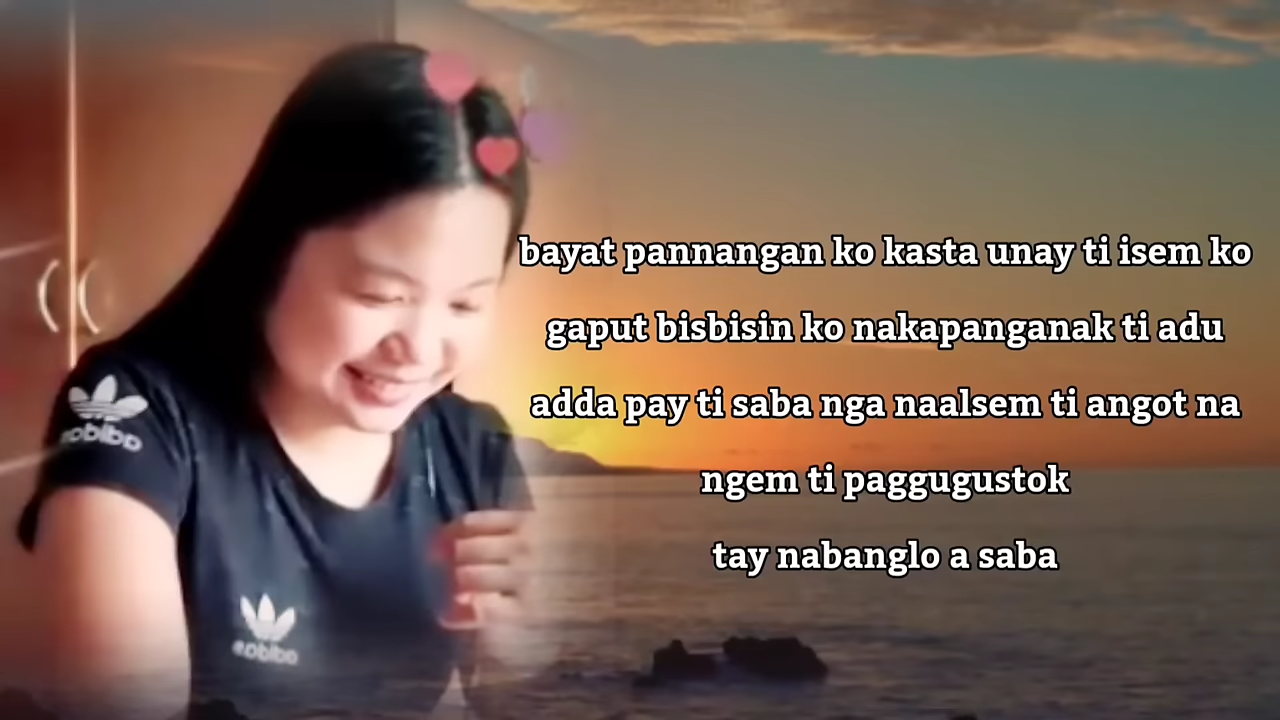 bayat pannangan ko kasta unay ti isem ko
gaput bisbisin ko nakapanganak ti adu
adda pay ti saba nga naalsem ti angot na
ngem ti paggugustok
tay nabanglo a saba